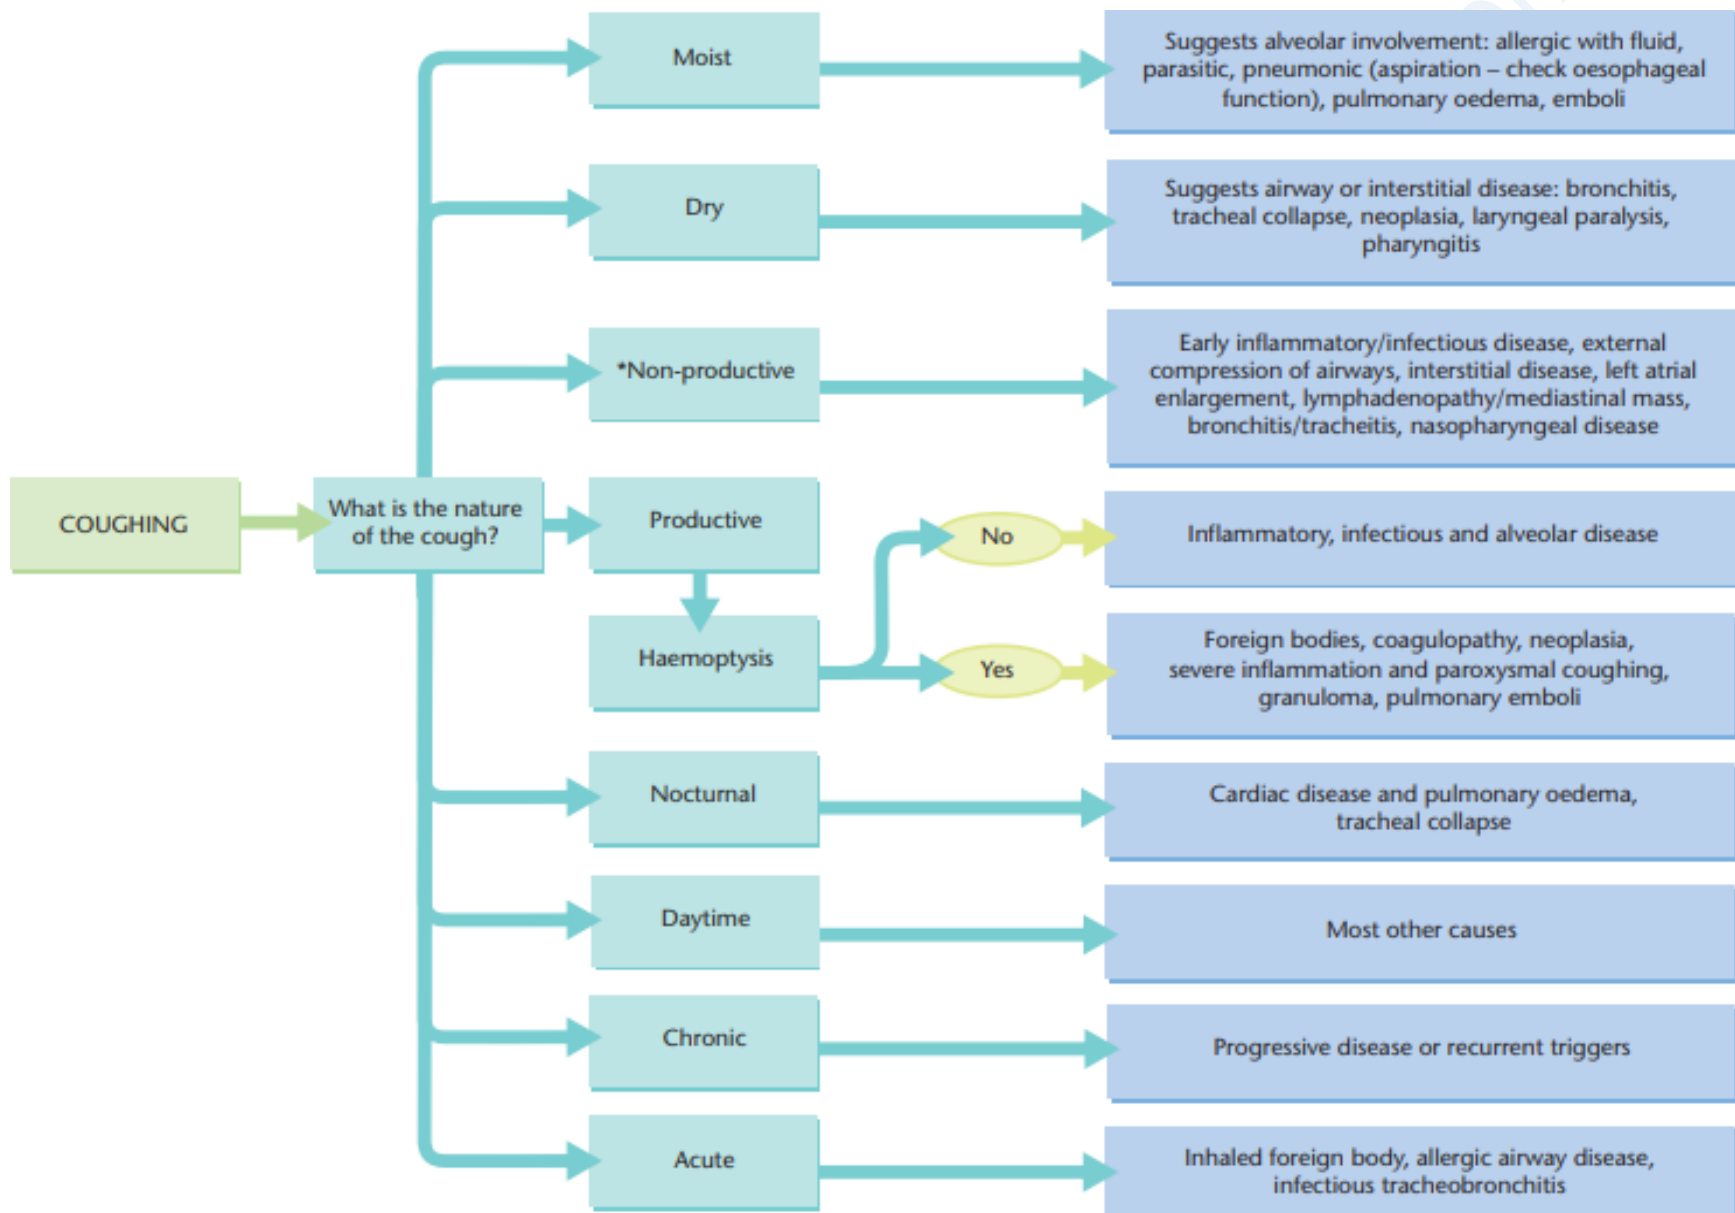 Moist
Suggests alveolar involvement: allergic with fluid,
parasitic, pneumonic (aspiration – check oesophageal
function), pulmonary oedema, emboli
Dry
Suggests airway or interstitial disease: bronchitis,
tracheal collapse, neoplasia, laryngeal paralysis,
pharyngitis
*Non-productive
Early inflammatory/infectious disease, external
compression of airways, interstitial disease, left atrial
enlargement, lymphadenopathy/mediastinal mass,
bronchitis/tracheitis, nasopharyngeal disease
COUGHING
What is the nature
of the cough?
Productive
No
Inflammatory, infectious and alveolar disease
Haemoptysis
Yes
Foreign bodies, coagulopathy, neoplasia,
severe inflammation and paroxysmal coughing,
granuloma, pulmonary emboli
Nocturnal
Cardiac disease and pulmonary oedema,
tracheal collapse
Daytime
Most other causes
Chronic
Progressive disease or recurrent triggers
Acute
Inhaled foreign body, allergic airway disease,
infectious tracheobronchitis